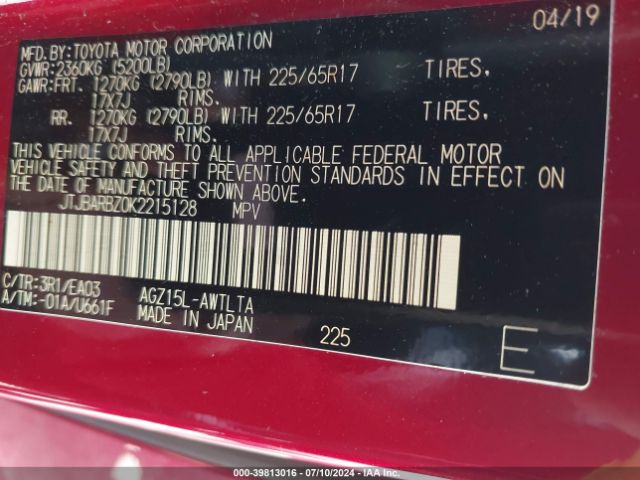 04/19
MFD.BY:TOYOTA MOTOR CORPORATION
GVWR:2360KG (5200LB)
GAWR:FRT. 1270KG (2790LB) WITH 225/65R17 TIRES,
17X7J RIMS.
RR. 1270KG (2790LB) WITH 225/65R17 TIRES,
17X7J RIMS.
THIS VEHICLE CONFORMS TO ALL APPLICABLE FEDERAL MOTOR
VEHICLE SAFETY AND THEFT PREVENTION STANDARDS IN EFFECT ON
THE DATE OF MANUFACTURE SHOWN ABOVE.
JTJBARBZ0K2215128 MPV
C/TR:3R1/EA03 AGZ15L-AWTLTA
A/TM:-01A/U661F MADE IN JAPAN
225
E
000-39813016 - 07/10/2024 - IAA Inc.